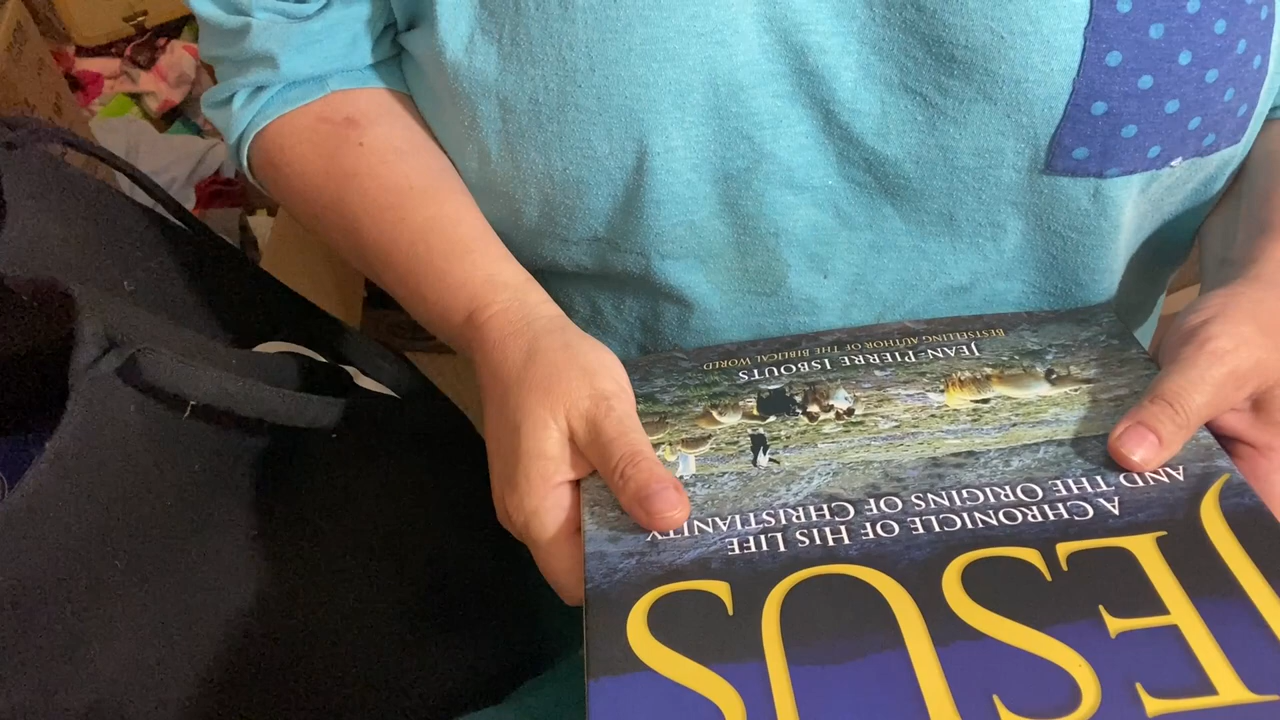 JESUS
A CHRONICLE OF HIS LIFE
AND THE ORIGINS OF CHRISTIANITY
JEAN-PIERRE ISBOUTS
BESTSELLING AUTHOR OF THE BIBLICAL WORLD